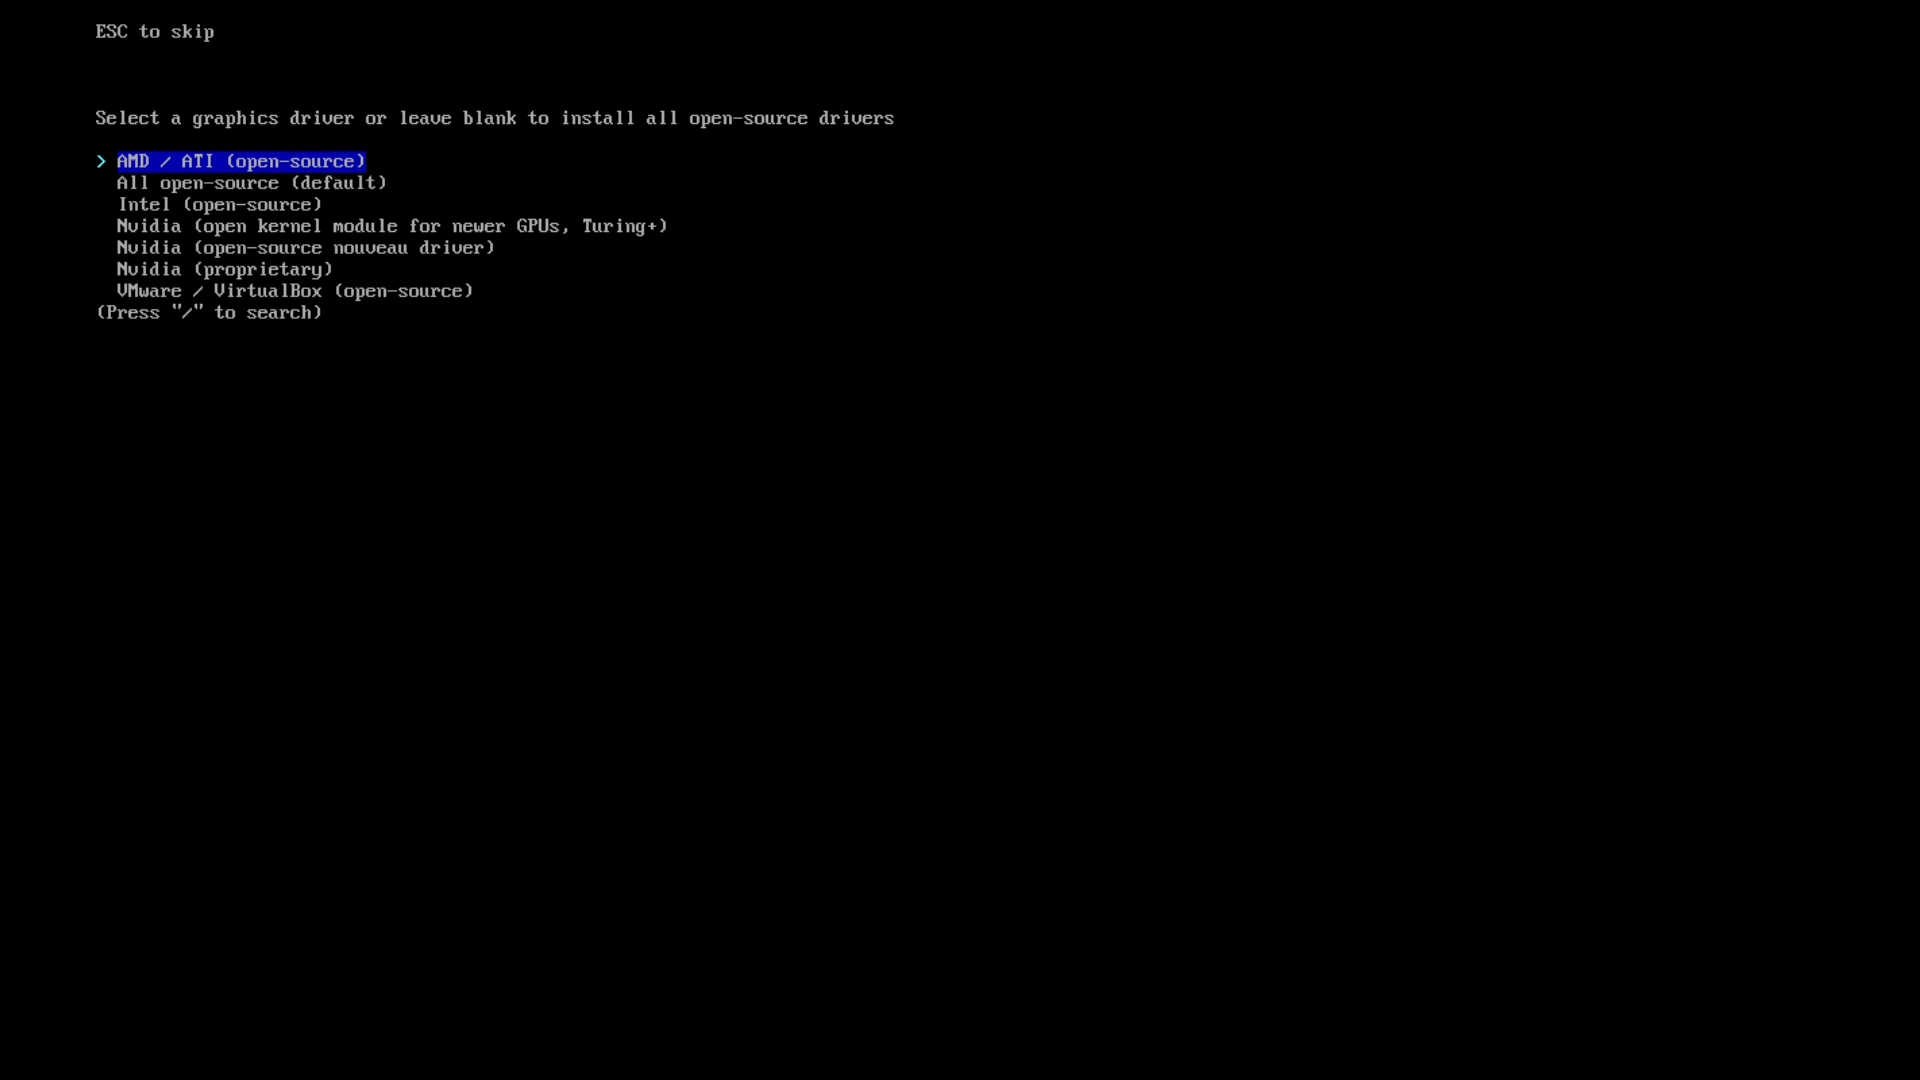 ESC to skip
Select a graphics driver or leave blank to install all open-source drivers
> AMD / ATI (open-source)
All open-source (default)
Intel (open-source)
Nvidia (open kernel module for newer GPUs, Turing+)
Nvidia (open-source nouveau driver)
Nvidia (proprietary)
VMware / VirtualBox (open-source)
(Press "/" to search)